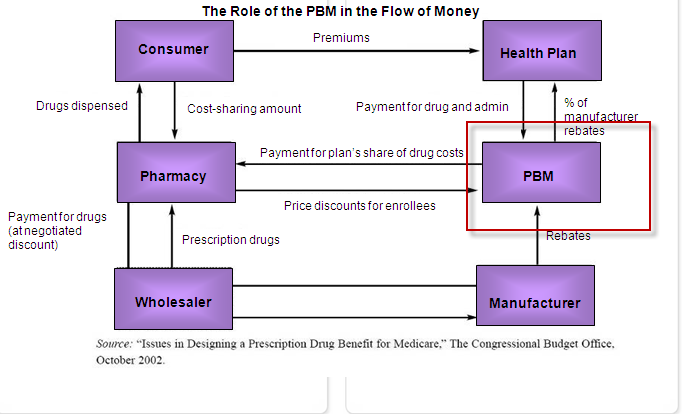 The Role of the PBM in the Flow of Money
Consumer
Premiums
Health Plan
Drugs dispensed
Cost-sharing amount
Payment for drug and admin
% of
manufacturer
rebates
Payment for plan's share of drug costs
Pharmacy
PBM
Price discounts for enrollees
Payment for drugs
(at negotiated
discount)
Prescription drugs
Rebates
Wholesaler
Manufacturer
Source: "Issues in Designing a Prescription Drug Benefit for Medicare," The Congressional Budget Office,
October 2002.